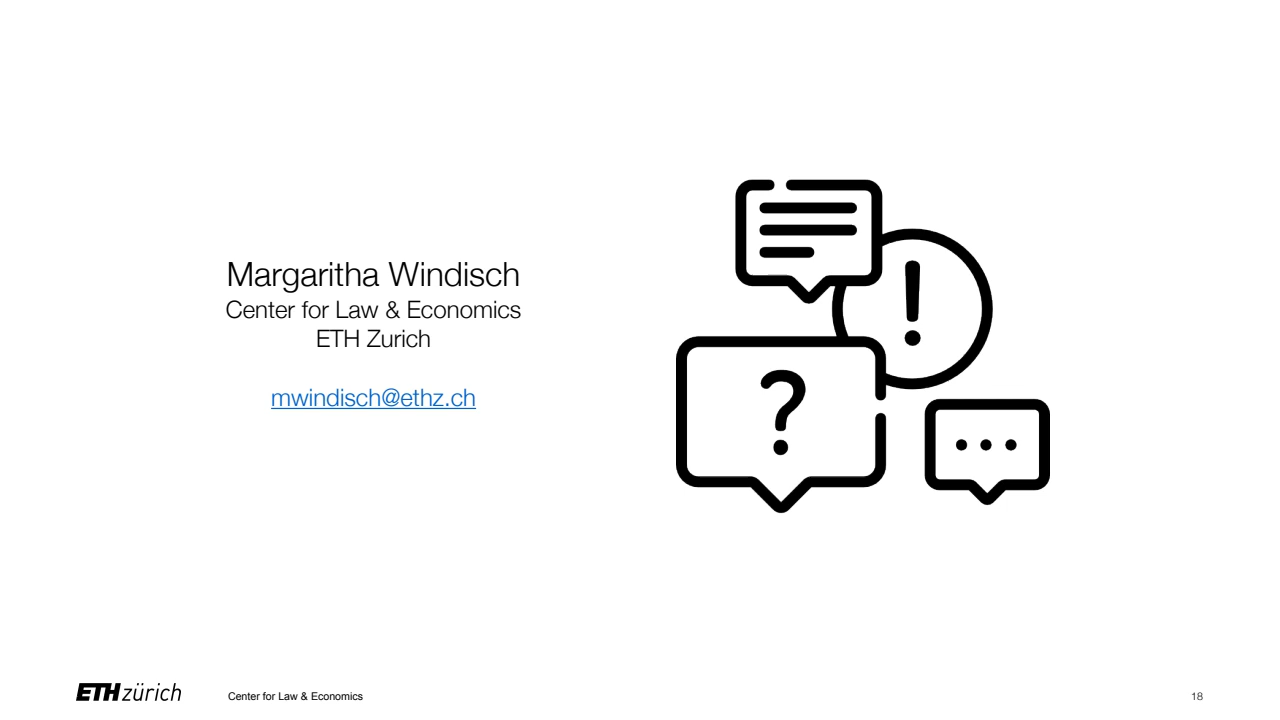 Margaritha Windisch
Center for Law & Economics
ETH Zurich
mwindisch@ethz.ch
!
?
...
ETH zürich
Center for Law & Economics
18